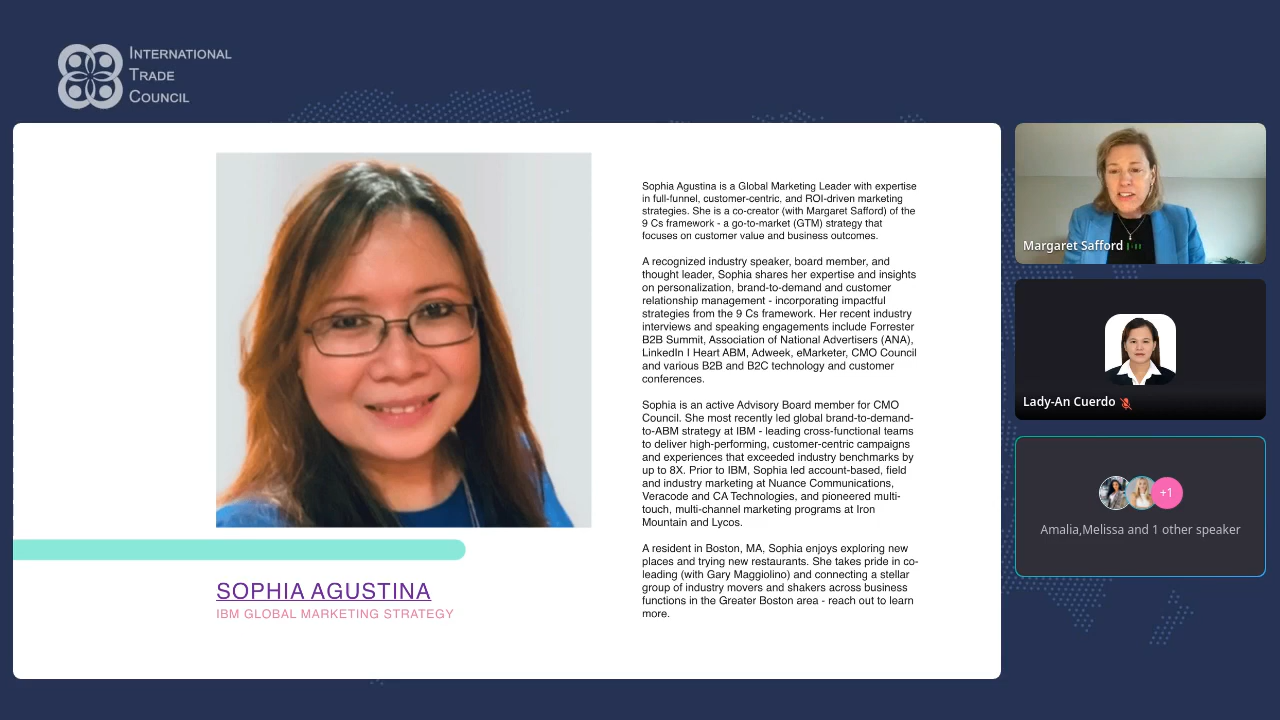 INTERNATIONAL
TRADE
COUNCIL
Sophia Agustina is a Global Marketing Leader with expertise
in full-funnel, customer-centric, and ROI-driven marketing
strategies. She is a co-creator (with Margaret Safford) of the
9 Cs framework - a go-to-market (GTM) strategy that
focuses on customer value and business outcomes.
A recognized industry speaker, board member, and
thought leader, Sophia shares her expertise and insights
on personalization, brand-to-demand and customer
relationship management - incorporating impactful
strategies from the 9 Cs framework. Her recent industry
interviews and speaking engagements include Forrester
B2B Summit, Association of National Advertisers (ANA),
LinkedIn I Heart ABM, Adweek, eMarketer, CMO Council
and various B2B and B2C technology and customer
conferences.
Sophia is an active Advisory Board member for CMO
Council. She most recently led global brand-to-demand-
to-ABM strategy at IBM - leading cross-functional teams
to deliver high-performing, customer-centric campaigns
and experiences that exceeded industry benchmarks by
up to 8X. Prior to IBM, Sophia led account-based, field
and industry marketing at Nuance Communications,
Veracode and CA Technologies, and pioneered multi-
touch, multi-channel marketing programs at Iron
Mountain and Lycos.
A resident in Boston, MA, Sophia enjoys exploring new
places and trying new restaurants. She takes pride in co-
leading (with Gary Maggiolino) and connecting a stellar
group of industry movers and shakers across business
functions in the Greater Boston area - reach out to learn
more.
SOPHIA AGUSTINA
IBM GLOBAL MARKETING STRATEGY
Margaret Safford
Lady-An Cuerdo
+1
Amalia,Melissa and 1 other speaker